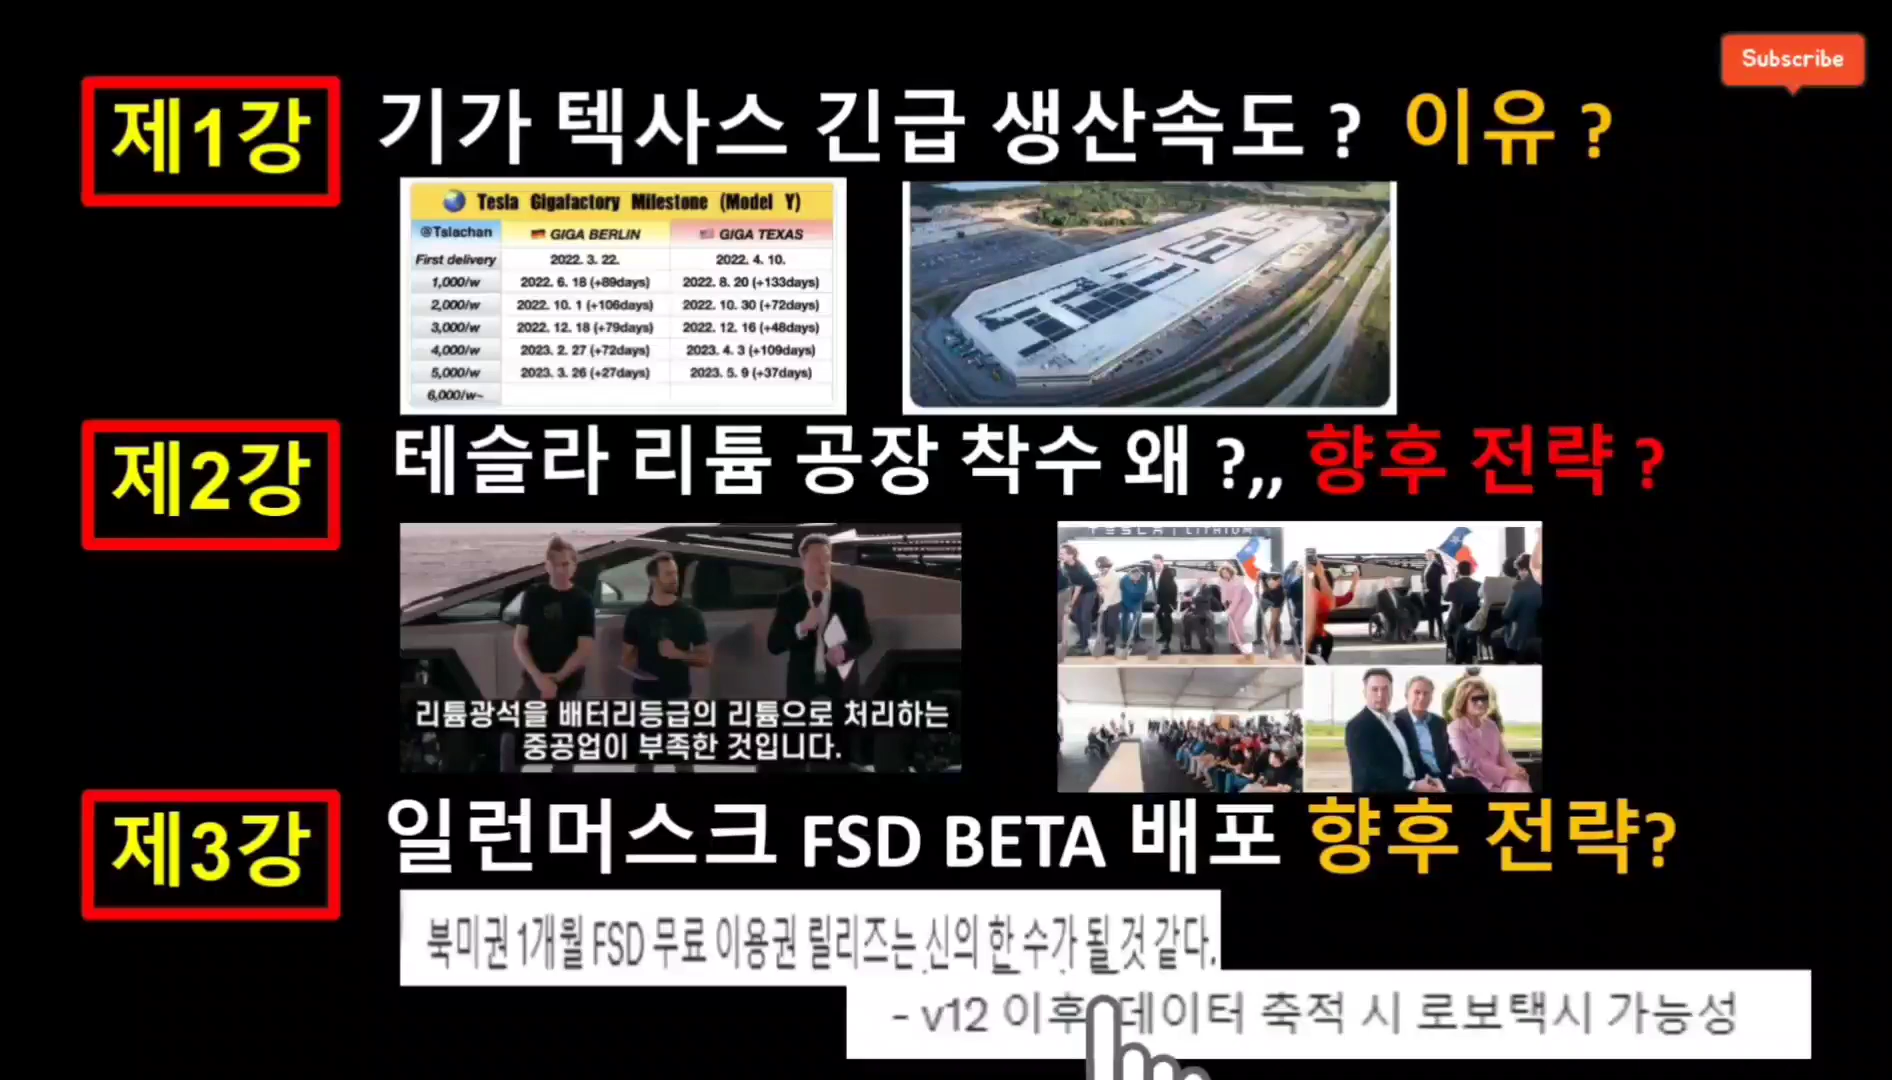 Subscribe
제1강
기가 텍사스 긴급 생산속도 ? 이유 ?
Tesla Gigafactory Milestone (Model Y)
@Tslachan GIGA BERLIN GIGA TEXAS
First delivery 2022. 3. 22. 2022. 4. 10.
1,000/w 2022. 6. 18 (+89days) 2022. 8. 20 (+133days)
2,000/w 2022. 10. 1 (+106days) 2022. 10. 30 (+72days)
3,000/w 2022. 12. 18 (+79days) 2022. 12. 16 (+48days)
4,000/w 2023. 2. 27 (+72days) 2023. 4. 3 (+109days)
5,000/w 2023. 3. 26 (+27days) 2023. 5. 9 (+37days)
6,000/w~
TESLA
제2강
테슬라 리튬 공장 착수 왜 ?,, 향후 전략 ?
TESLA | LITHIUM
리튬광석을 배터리등급의 리튬으로 처리하는
중공업이 부족한 것입니다.
제3강
일런머스크 FSD BETA 배포 향후 전략?
북미권 1개월 FSD 무료 이용권 릴리즈는 신의 한 수가 될 것 같다.
- v12 이후 데이터 축적 시 로보택시 가능성